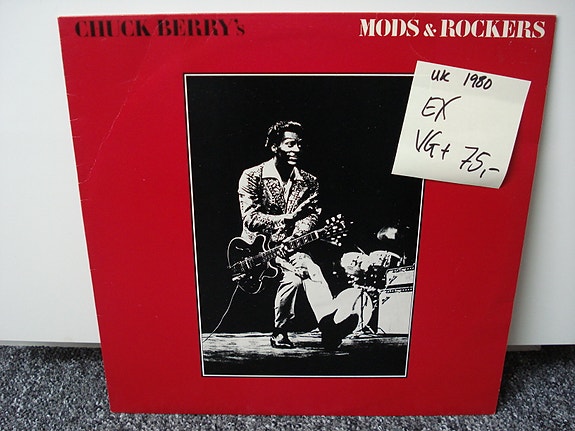 CHUCK BERRY's MODS & ROCKERS
UK 1980
EX
VG+ 75,-